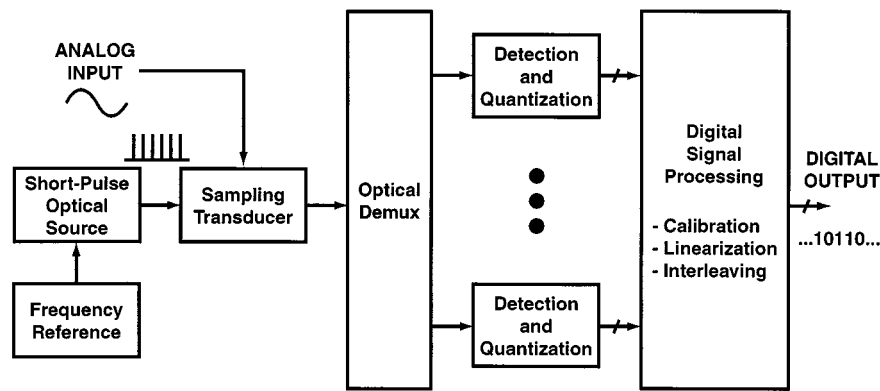 ANALOG
INPUT
Short-Pulse
Optical
Source
Frequency
Reference
Sampling
Transducer
Optical
Demux
Detection
and
Quantization
Detection
and
Quantization
Digital
Signal
Processing
- Calibration
- Linearization
- Interleaving
DIGITAL
OUTPUT
...10110...